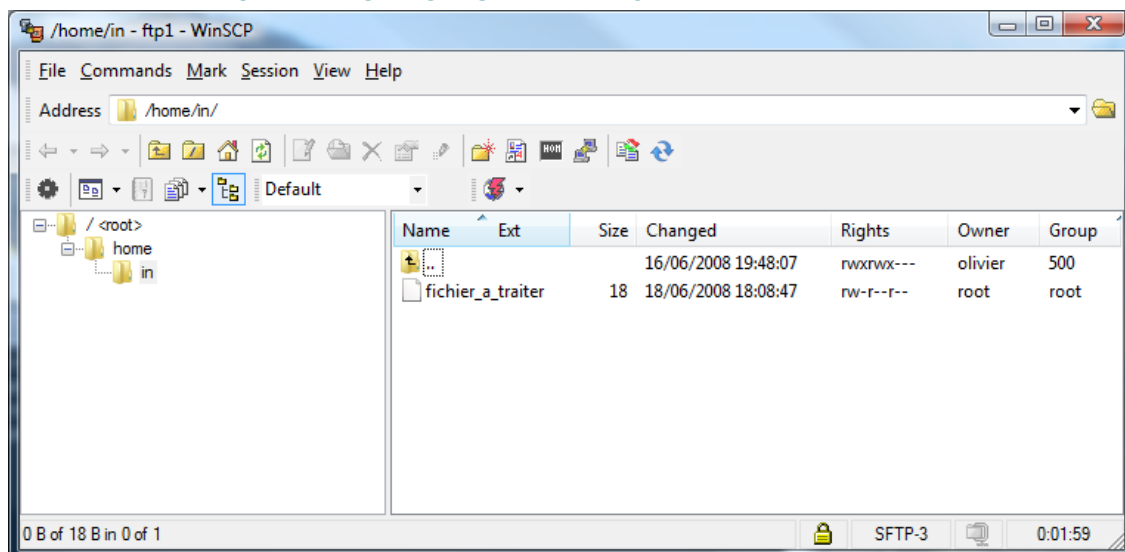 /home/in - ftp1 - WinSCP
File Commands Mark Session View Help
Address /home/in/
Default
/ <root>
home
in
Name Ext Size Changed Rights Owner Group
.. 16/06/2008 19:48:07 rwxrwx--- olivier 500
fichier_a_traiter 18 18/06/2008 18:08:47 rw-r--r-- root root
0 B of 18 B in 0 of 1 SFTP-3 0:01:59